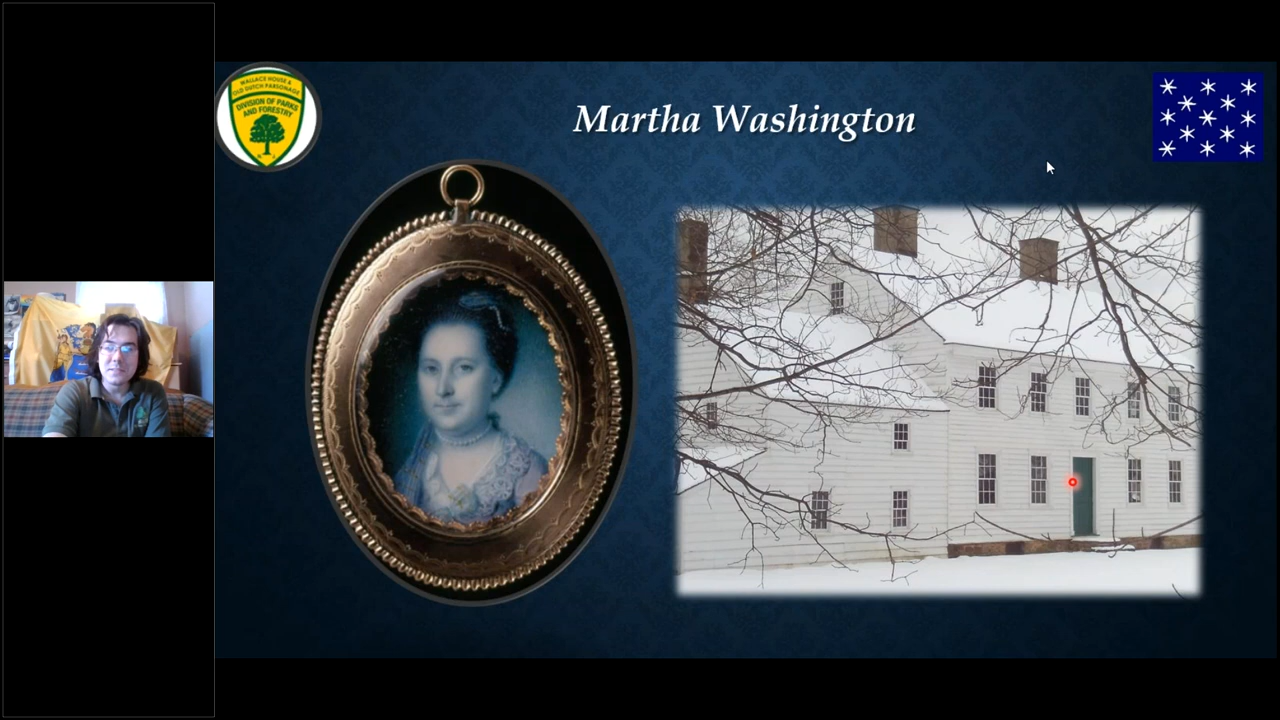 WALLACE HOUSE &
OLD DUTCH PARSONAGE
DIVISION OF PARKS
AND FORESTRY
Martha Washington